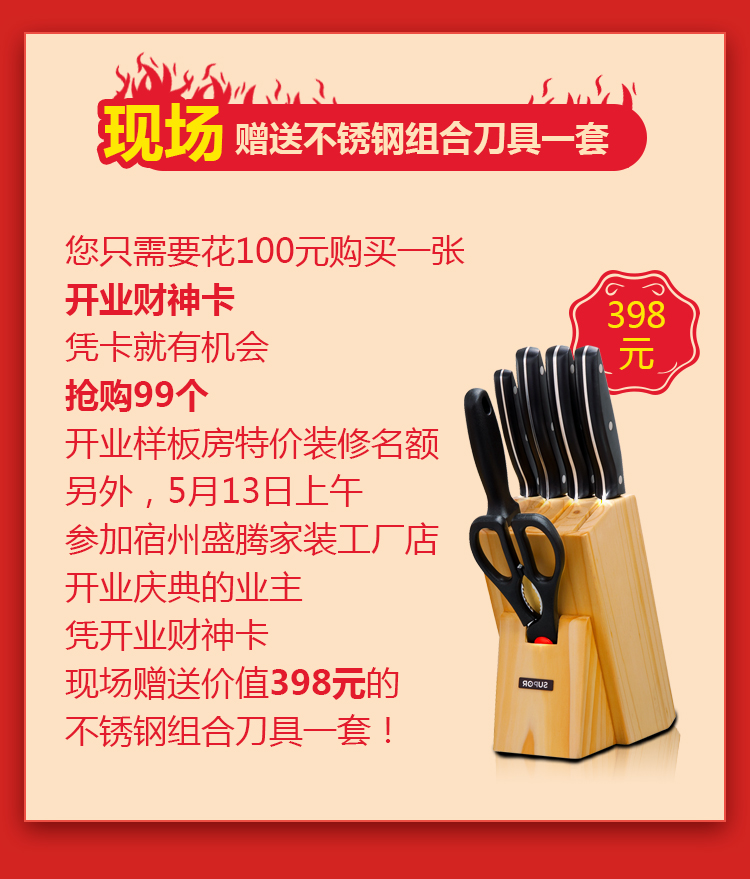 现场 赠送不锈钢组合刀具一套
您只需要花100元购买一张
开业财神卡
凭卡就有机会
抢购99个
开业样板房特价装修名额
另外，5月13日上午
参加宿州盛腾家装工厂店
开业庆典的业主
凭开业财神卡
现场赠送价值398元的
不锈钢组合刀具一套！
398
元
SUPOR